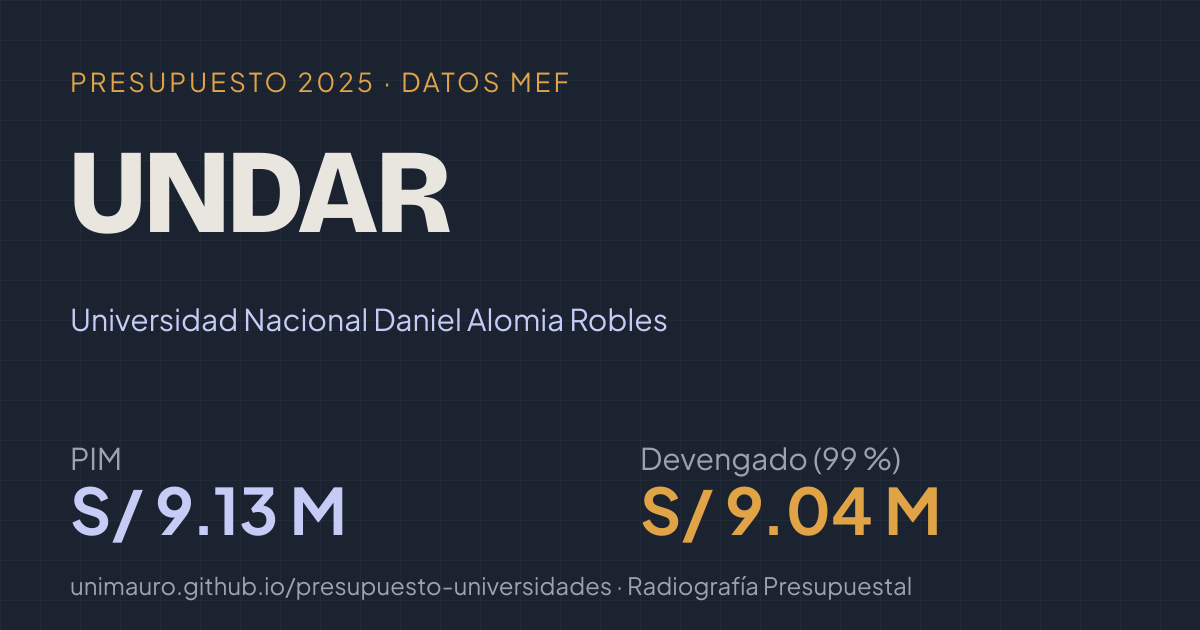 PRESUPUESTO 2025 · DATOS MEF
UNDAR
Universidad Nacional Daniel Alomia Robles
PIM
S/ 9.13 M
Devengado (99 %)
S/ 9.04 M
unimauro.github.io/presupuesto-universidades · Radiografía Presupuestal